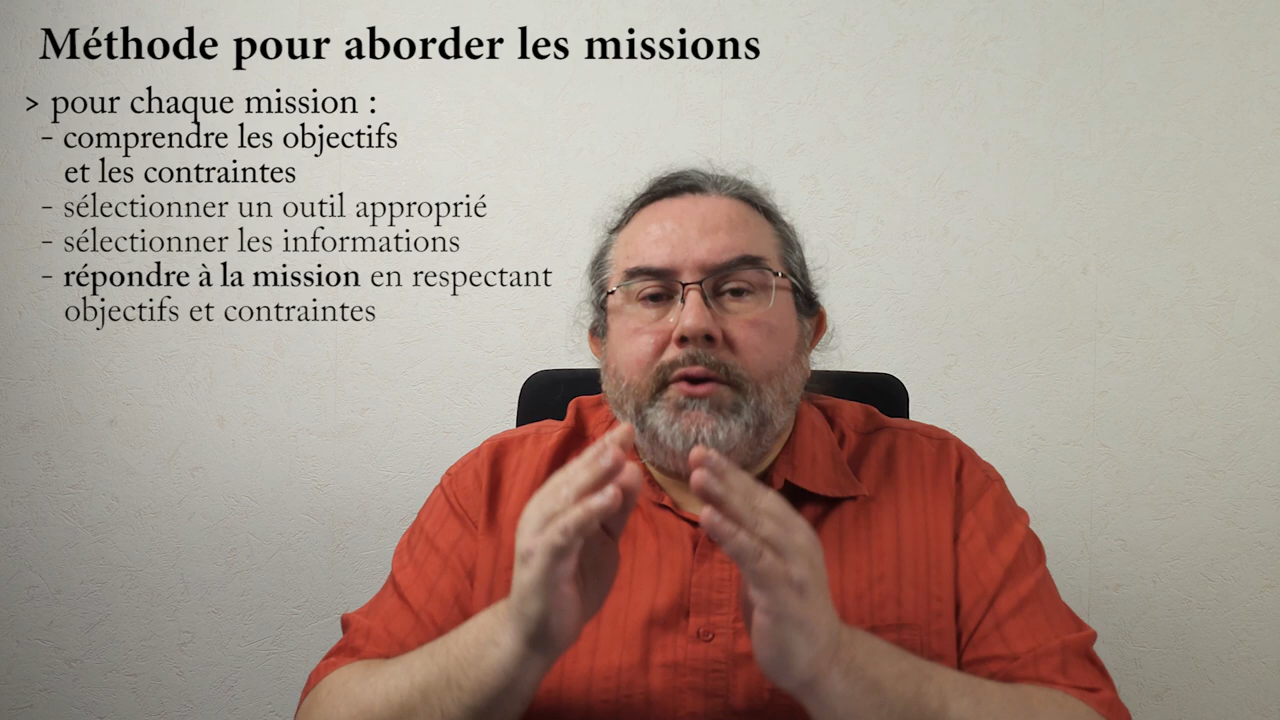 Méthode pour aborder les missions
> pour chaque mission :
- comprendre les objectifs
et les contraintes
- sélectionner un outil approprié
- sélectionner les informations
- répondre à la mission en respectant
objectifs et contraintes